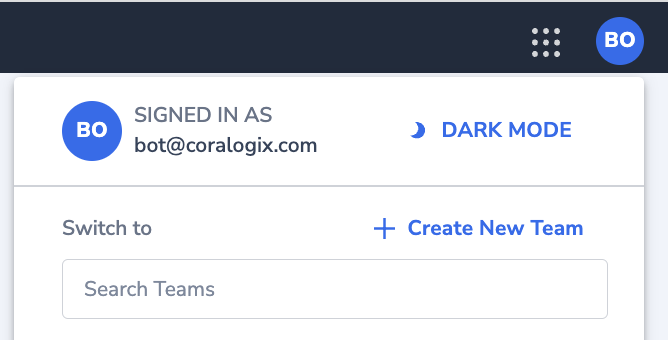 BO
BO
SIGNED IN AS
bot@coralogix.com
DARK MODE
Switch to
Create New Team
Search Teams